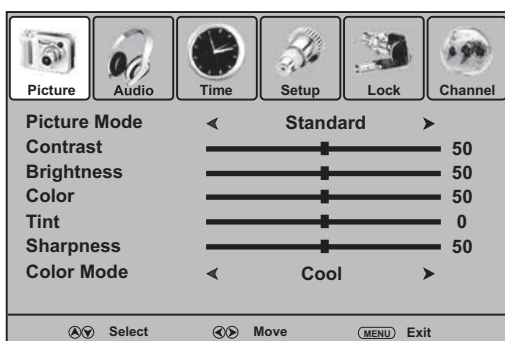 Picture Audio Time Setup Lock Channel
Picture Mode Standard
Contrast 50
Brightness 50
Color 50
Tint 0
Sharpness 50
Color Mode Cool
Select Move MENU Exit